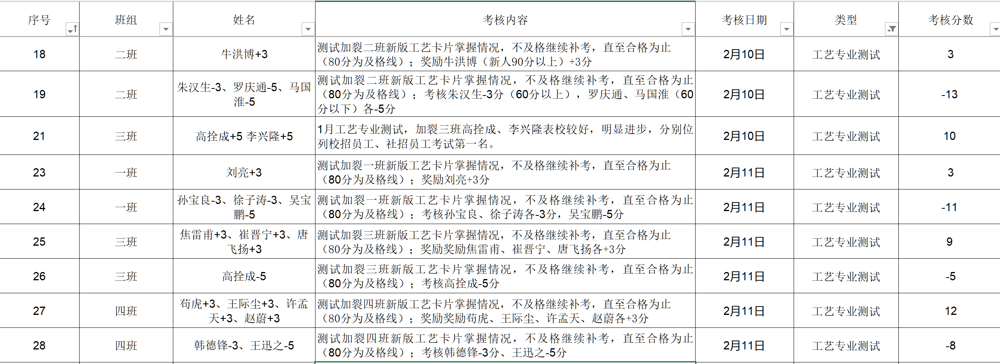 序号 班组 姓名 考核内容 考核日期 类型 考核分数
18 二班 牛洪博+3 测试加裂二班新版工艺卡片掌握情况，不及格继续补考，直至合格为止
（80分为及格线）；奖励牛洪博（新人90分以上）+3分 2月10日 工艺专业测试 3
19 二班 朱汉生-3、罗庆通-5、马国
淮-5 测试加裂二班新版工艺卡片掌握情况，不及格继续补考，直至合格为止
（80分为及格线）；考核朱汉生-3分（60分以上），罗庆通、马国淮（60
分以下）各-5分 2月10日 工艺专业测试 -13
21 三班 高拴成+5 李兴隆+5 1月工艺专业测试，加裂三班高拴成、李兴隆表校较好，明显进步，分别位
列校招员工、社招员工考试第一名。 2月10日 工艺专业测试 10
23 一班 刘亮+3 测试加裂一班新版工艺卡片掌握情况，不及格继续补考，直至合格为止
（80分为及格线）；奖励刘亮+3分 2月11日 工艺专业测试 3
24 一班 孙宝良-3、徐子涛-3、吴宝
鹏-5 测试加裂一班新版工艺卡片掌握情况，不及格继续补考，直至合格为止
（80分为及格线）；考核孙宝良、徐子涛各-3分，吴宝鹏-5分 2月11日 工艺专业测试 -11
25 三班 焦雷甫+3、崔晋宁+3、唐
飞扬+3 测试加裂三班新版工艺卡片掌握情况，不及格继续补考，直至合格为止
（80分为及格线）；奖励奖励焦雷甫、崔晋宁、唐飞扬各+3分 2月11日 工艺专业测试 9
26 三班 高拴成-5 测试加裂三班新版工艺卡片掌握情况，不及格继续补考，直至合格为止
（80分为及格线）；考核高拴成-5分 2月11日 工艺专业测试 -5
27 四班 苟虎+3、王际尘+3、许孟
天+3、赵蔚+3 测试加裂四班新版工艺卡片掌握情况，不及格继续补考，直至合格为止
（80分为及格线）；奖励奖励苟虎、王际尘、许孟天、赵蔚各+3分 2月11日 工艺专业测试 12
28 四班 韩德锋-3、王迅之-5 测试加裂四班新版工艺卡片掌握情况，不及格继续补考，直至合格为止
（80分为及格线）；考核韩德锋-3分、王迅之-5分 2月11日 工艺专业测试 -8